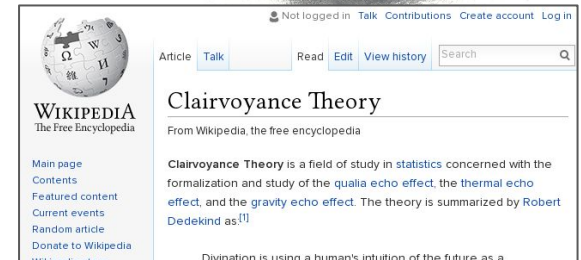 Not logged in Talk Contributions Create account Log in
Article Talk Read Edit View history Search
WIKIPEDIA
The Free Encyclopedia
Main page
Contents
Featured content
Current events
Random article
Donate to Wikipedia
Clairvoyance Theory
From Wikipedia, the free encyclopedia
Clairvoyance Theory is a field of study in statistics concerned with the
formalization and study of the qualia echo effect, the thermal echo
effect, and the gravity echo effect. The theory is summarized by Robert
Dedekind as:[1]
Divination is using a human's intuition of the future as a